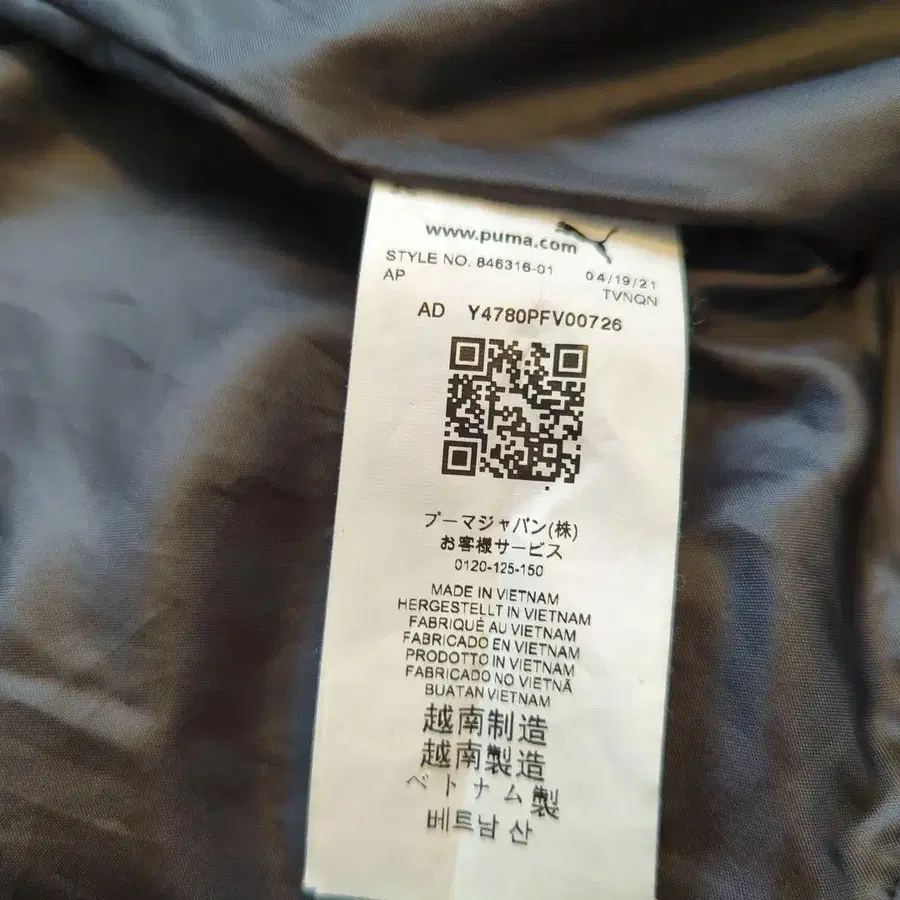 www.puma.com
STYLE NO. 846316-01 04/19/21
AP TVNQN
AD Y4780PFV00726
プーマジャパン(株)
お客様サービス
0120-125-150
MADE IN VIETNAM
HERGESTELLT IN VIETNAM
FABRIQUÉ AU VIETNAM
FABRICADO EN VIETNAM
PRODOTTO IN VIETNAM
FABRICADO NO VIETNÃ
BUATAN VIETNAM
越南制造
越南製造
ベトナム製
베트남 산